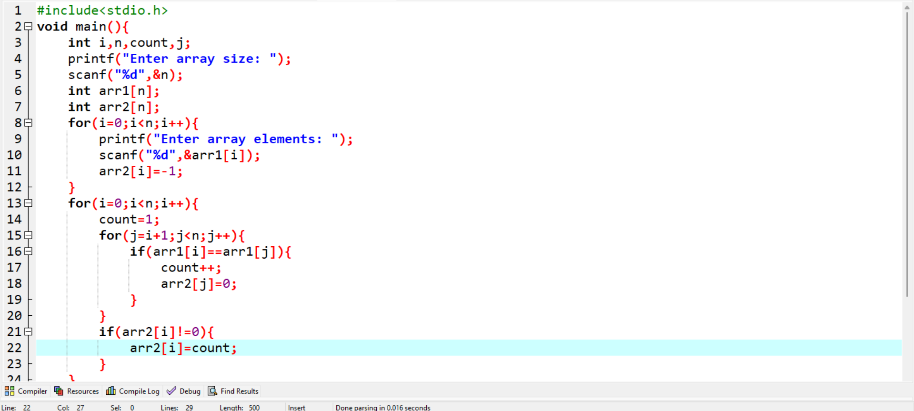 1 #include<stdio.h>
2 void main(){
3 int i,n,count,j;
4 printf("Enter array size: ");
5 scanf("%d",&n);
6 int arr1[n];
7 int arr2[n];
8 for(i=0;i<n;i++){
9 printf("Enter array elements: ");
10 scanf("%d",&arr1[i]);
11 arr2[i]=-1;
12 }
13 for(i=0;i<n;i++){
14 count=1;
15 for(j=i+1;j<n;j++){
16 if(arr1[i]==arr1[j]){
17 count++;
18 arr2[j]=0;
19 }
20 }
21 if(arr2[i]!=0){
22 arr2[i]=count;
23 }
24 }
Compiler Resources Compile Log Debug Find Results
Line: 22 Col: 27 Sel: 0 Lines: 29 Length: 500 Insert Done parsing in 0.016 seconds